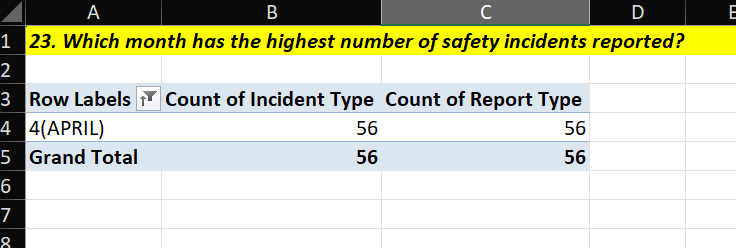 A B C D E
1 23. Which month has the highest number of safety incidents reported?
2
3 Row Labels Count of Incident Type Count of Report Type
4 4(APRIL) 56 56
5 Grand Total 56 56
6
7
8